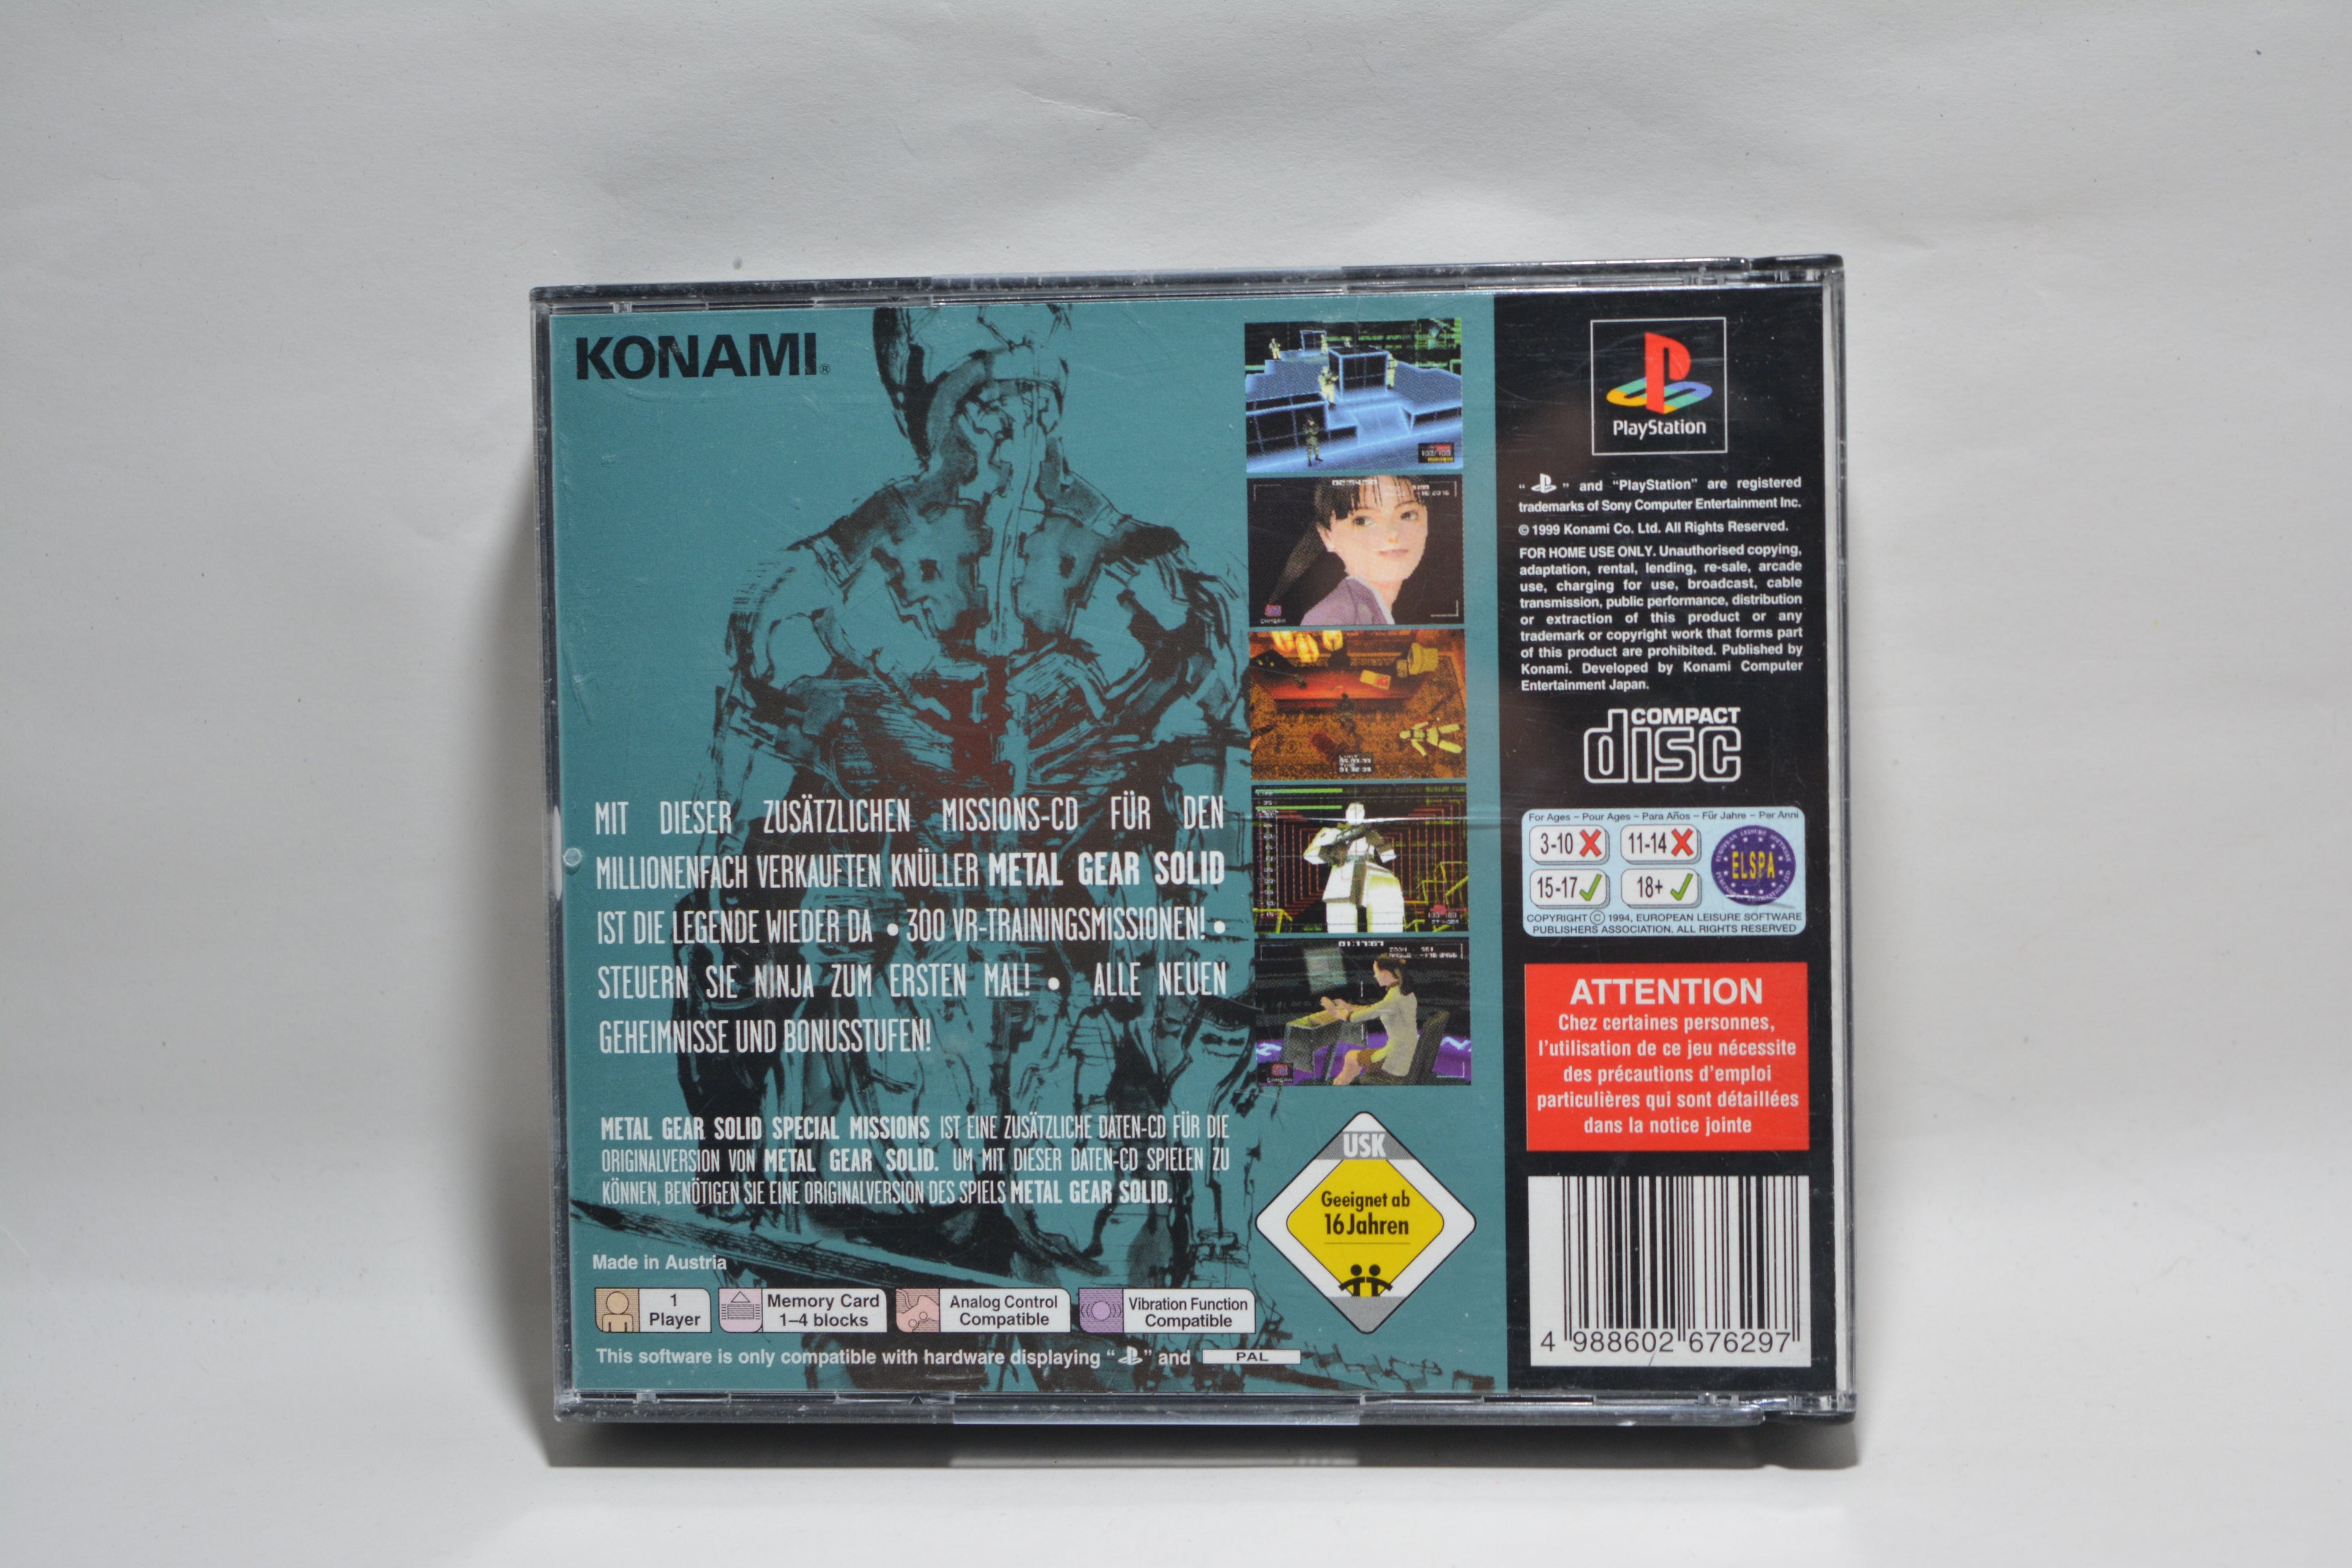 KONAMI®
MIT DIESER ZUSÄTZLICHEN MISSIONS-CD FÜR DEN
MILLIONENFACH VERKAUFTEN KNÜLLER METAL GEAR SOLID
IST DIE LEGENDE WIEDER DA • 300 VR-TRAININGSMISSIONEN! •
STEUERN SIE NINJA ZUM ERSTEN MAL! • ALLE NEUEN
GEHEIMNISSE UND BONUSSTUFEN!
METAL GEAR SOLID SPECIAL MISSIONS IST EINE ZUSÄTZLICHE DATEN-CD FÜR DIE
ORIGINALVERSION VON METAL GEAR SOLID. UM MIT DIESER DATEN-CD SPIELEN ZU
KÖNNEN, BENÖTIGEN SIE EINE ORIGINALVERSION DES SPIELS METAL GEAR SOLID.
Made in Austria
1
Player
Memory Card
1–4 blocks
Analog Control
Compatible
Vibration Function
Compatible
This software is only compatible with hardware displaying “ ” and PAL
USK
Geeignet ab
16 Jahren
PlayStation
“ ” and “PlayStation” are registered
trademarks of Sony Computer Entertainment Inc.
© 1999 Konami Co. Ltd. All Rights Reserved.
FOR HOME USE ONLY. Unauthorised copying,
adaptation, rental, lending, re-sale, arcade
use, charging for use, broadcast, cable
transmission, public performance, distribution
or extraction of this product or any
trademark or copyright work that forms part
of this product are prohibited. Published by
Konami. Developed by Konami Computer
Entertainment Japan.
COMPACT
disc
For Ages – Pour Ages – Para Años – Für Jahre – Per Anni
3-10 11-14
15-17 18+
ELSPA
COPYRIGHT © 1994, EUROPEAN LEISURE SOFTWARE
PUBLISHERS ASSOCIATION. ALL RIGHTS RESERVED
ATTENTION
Chez certaines personnes,
l'utilisation de ce jeu nécessite
des précautions d'emploi
particulières qui sont détaillées
dans la notice jointe
4 988602 676297